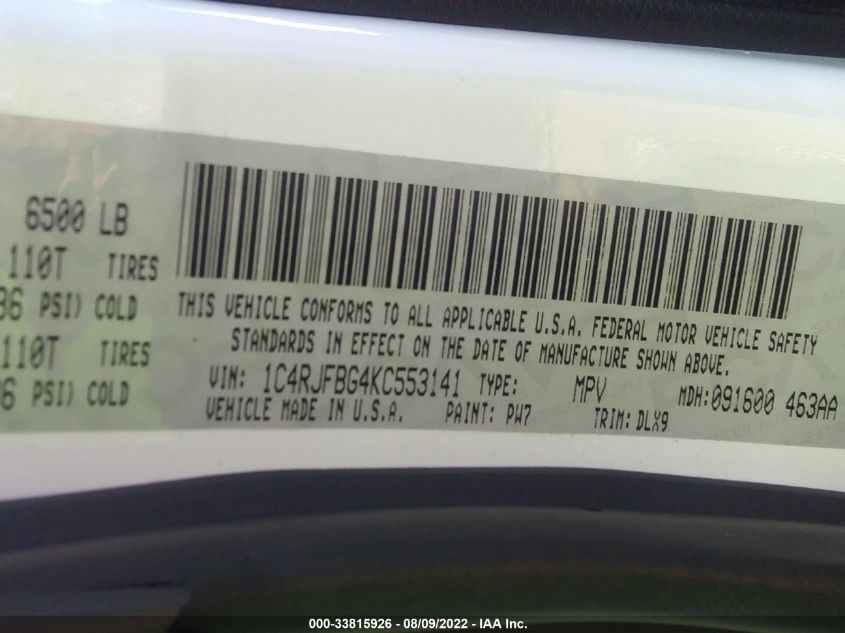 6500 LB
110T TIRES
36 PSI) COLD
110T TIRES
36 PSI) COLD
THIS VEHICLE CONFORMS TO ALL APPLICABLE U.S.A. FEDERAL MOTOR VEHICLE SAFETY
STANDARDS IN EFFECT ON THE DATE OF MANUFACTURE SHOWN ABOVE.
VIN: 1C4RJFBG4KC553141 TYPE: MPV MDH:091600 463AA
VEHICLE MADE IN U.S.A. PAINT: PW7 TRIM: DLX9
000-33815926 - 08/09/2022 - IAA Inc.